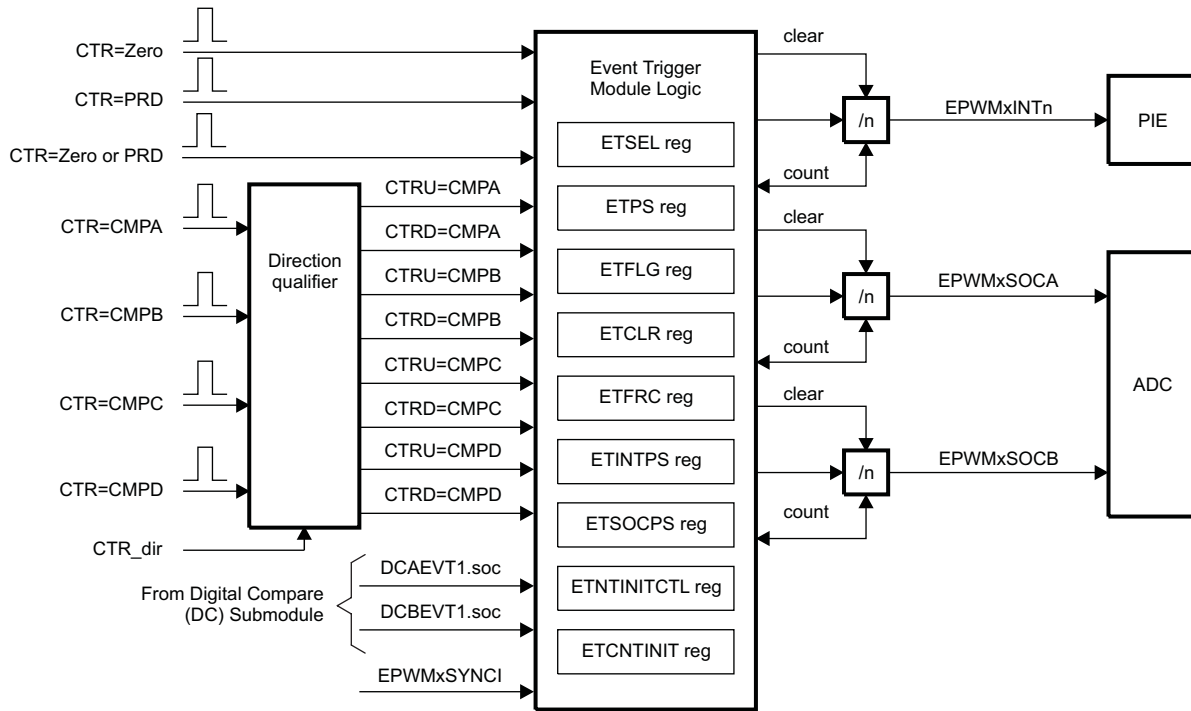 CTR=Zero
CTR=PRD
CTR=Zero or PRD
CTR=CMPA
CTR=CMPB
CTR=CMPC
CTR=CMPD
CTR_dir
Direction
qualifier
CTRU=CMPA
CTRD=CMPA
CTRU=CMPB
CTRD=CMPB
CTRU=CMPC
CTRD=CMPC
CTRU=CMPD
CTRD=CMPD
From Digital Compare
(DC) Submodule
DCAEVT1.soc
DCBEVT1.soc
EPWMxSYNCI
Event Trigger
Module Logic
ETSEL reg
ETPS reg
ETFLG reg
ETCLR reg
ETFRC reg
ETINTPS reg
ETSOCPS reg
ETNTINITCTL reg
ETCNTINIT reg
clear
/n
count
EPWMxINTn
PIE
clear
/n
count
EPWMxSOCA
clear
/n
count
EPWMxSOCB
ADC